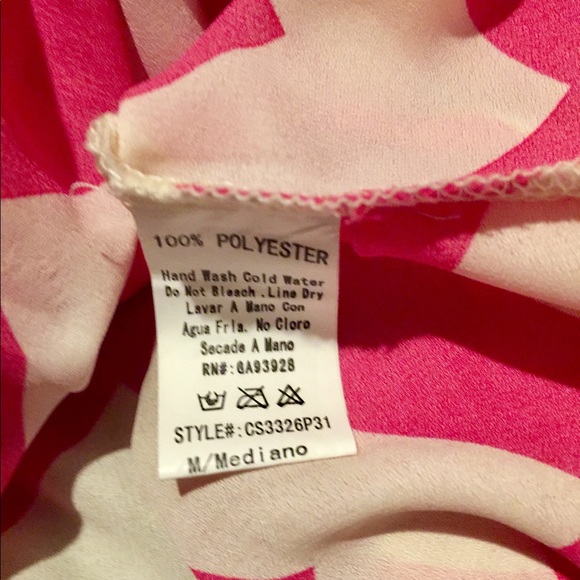 100% POLYESTER
Hand Wash Cold Water
Do Not Bleach .Line Dry
Lavar A Mano Con
Agua Fria. No Cloro
Secade A Mano
RN#:GA93928
STYLE#:CS3326P31
M/Mediano